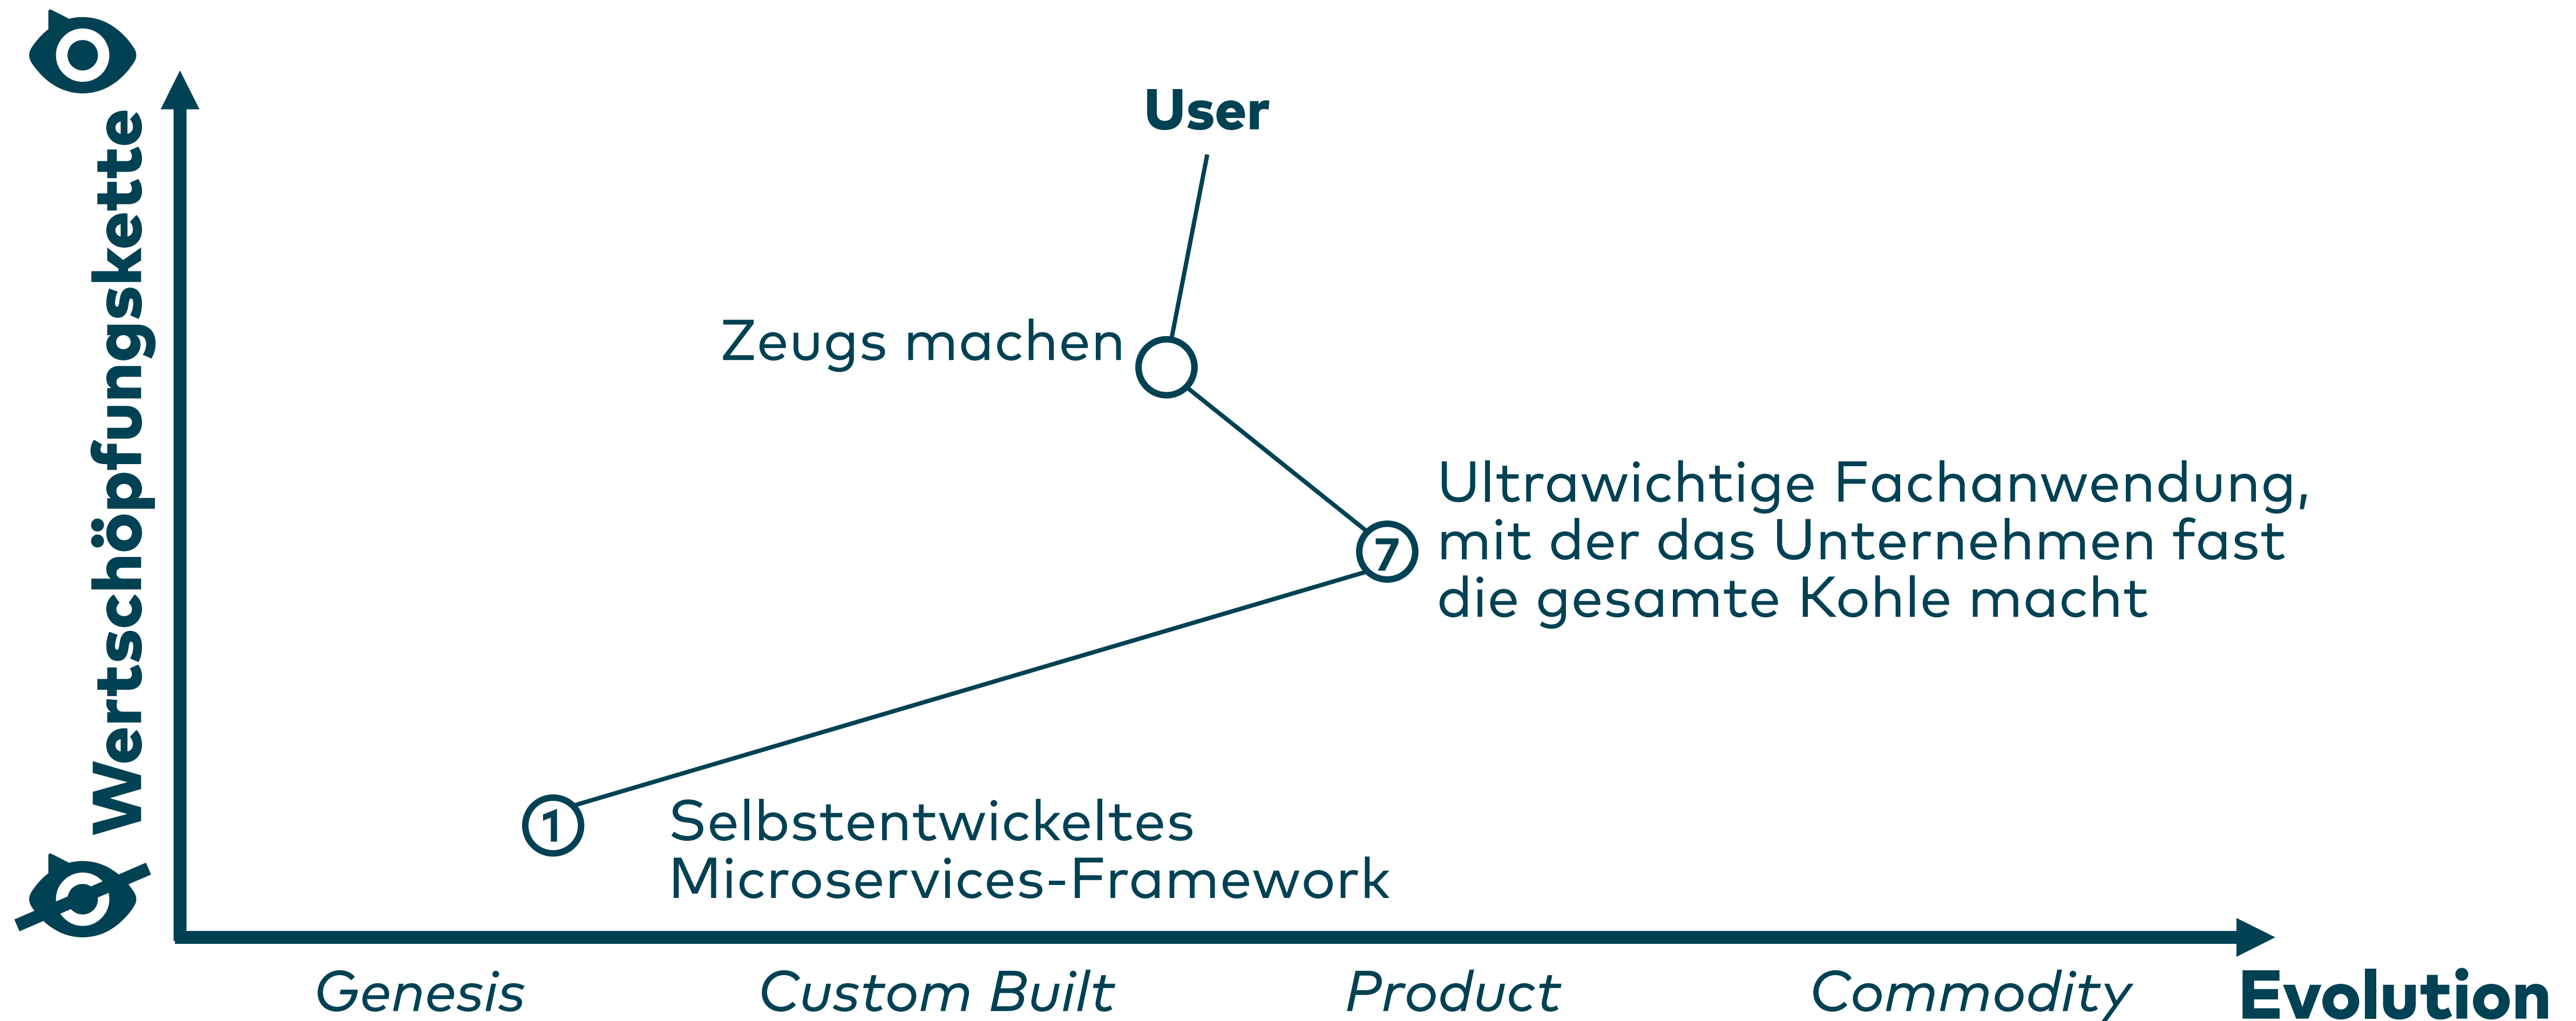 Wertschöpfungskette
User
Zeugs machen
7
Ultrawichtige Fachanwendung,
mit der das Unternehmen fast
die gesamte Kohle macht
1
Selbstentwickeltes
Microservices-Framework
Genesis
Custom Built
Product
Commodity
Evolution